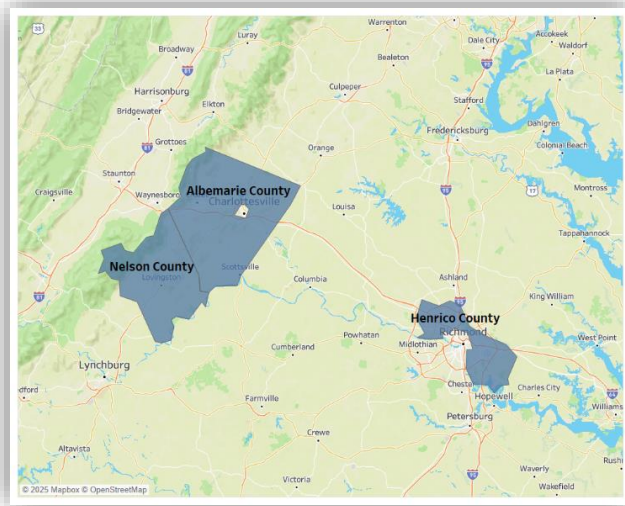 Warrenton
Accokeek
Dale City
Waldorf
Luray
Broadway
Bealeton
La Plata
Harrisonburg
Culpeper
Stafford
Bridgewater
Elkton
Dahlgren
Fredericksburg
Grottoes
Colonial Beach
Orange
Staunton
Craigsville
Waynesboro
Albemarie County
Montross
Charlottesville
Louisa
Tappahannock
Nelson County
Scottsville
Lovingston
Columbia
Ashland
King William
Henrico County
Richmond
Powhatan
Midlothian
West Point
Cumberland
Lynchburg
Chester
Charles City
Hopewell
dford
Farmville
Williams
Petersburg
Crewe
Altavista
Rush
Waverly
Victoria
Wakefield
© 2025 Mapbox © OpenStreetMap